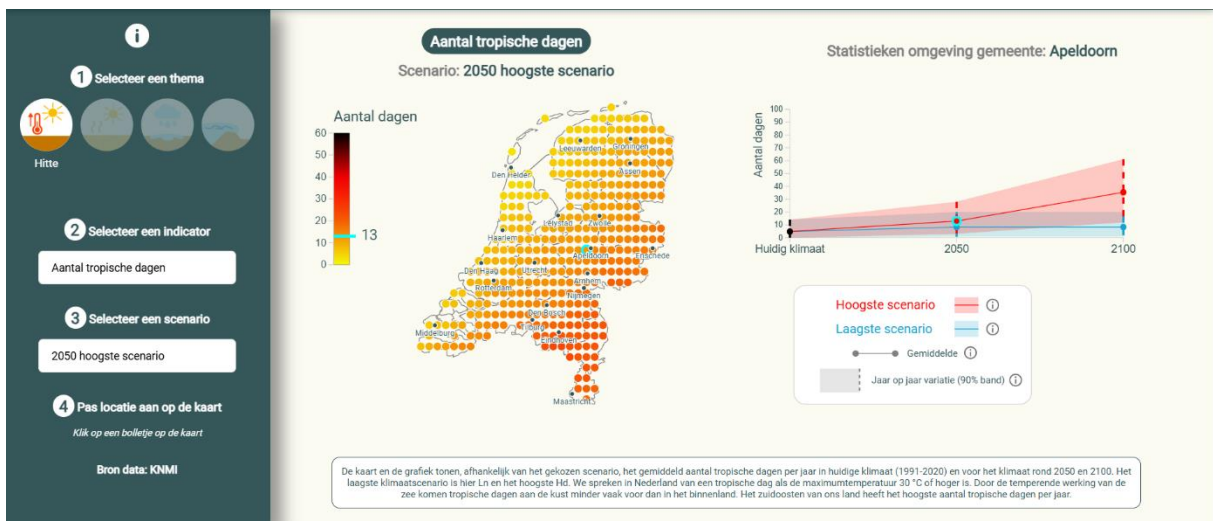 i
1 Selecteer een thema
Hitte
2 Selecteer een indicator
Aantal tropische dagen
3 Selecteer een scenario
2050 hoogste scenario
4 Pas locatie aan op de kaart
Klik op een bolletje op de kaart
Bron data: KNMI
Aantal tropische dagen
Scenario: 2050 hoogste scenario
Aantal dagen
60
50
40
30
20
10
0
13
Leeuwarden
Groningen
Assen
Den Helder
Lelystad
Zwolle
Haarlem
Apeldoorn
Enschede
Den Haag
Utrecht
Rotterdam
Arnhem
Nijmegen
Den Bosch
Middelburg
Tilburg
Eindhoven
Maastricht
Statistieken omgeving gemeente: Apeldoorn
Aantal dagen
100
90
80
70
60
50
40
30
20
10
0
Huidig klimaat
2050
2100
Hoogste scenario i
Laagste scenario i
Gemiddelde i
Jaar op jaar variatie (90% band) i
De kaart en de grafiek tonen, afhankelijk van het gekozen scenario, het gemiddeld aantal tropische dagen per jaar in huidige klimaat (1991-2020) en voor het klimaat rond 2050 en 2100. Het
laagste klimaatscenario is hier Ln en het hoogste Hd. We spreken in Nederland van een tropische dag als de maximumtemperatuur 30 °C of hoger is. Door de temperende werking van de
zee komen tropische dagen aan de kust minder vaak voor dan in het binnenland. Het zuidoosten van ons land heeft het hoogste aantal tropische dagen per jaar.